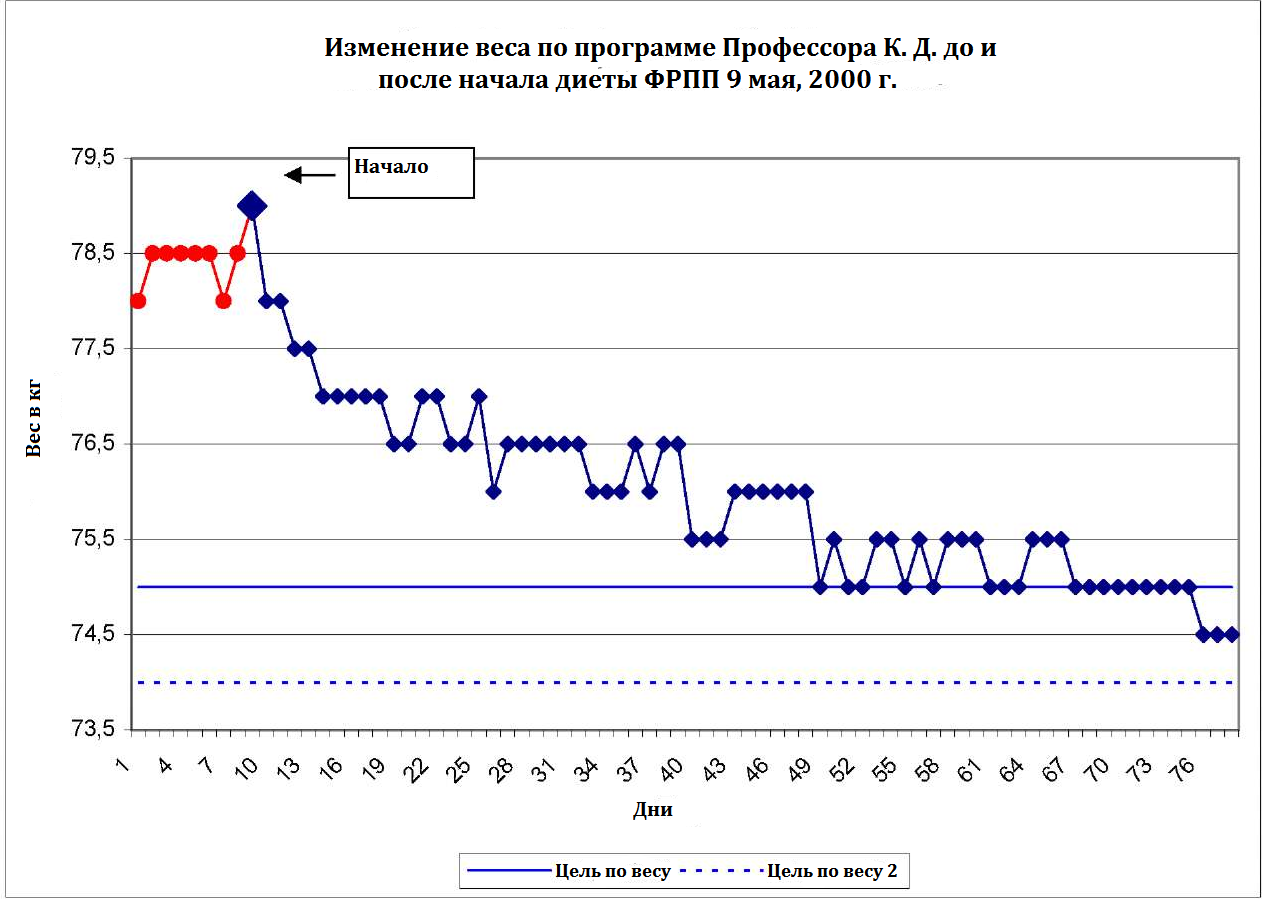 Изменение веса по программе Профессора К. Д. до и
после начала диеты ФРПП 9 мая, 2000 г.
Начало
79,5
78,5
77,5
76,5
75,5
74,5
73,5
Вес в кг
1 4 7 10 13 16 19 22 25 28 31 34 37 40 43 46 49 52 55 58 61 64 67 70 73 76
Дни
Цель по весу Цель по весу 2